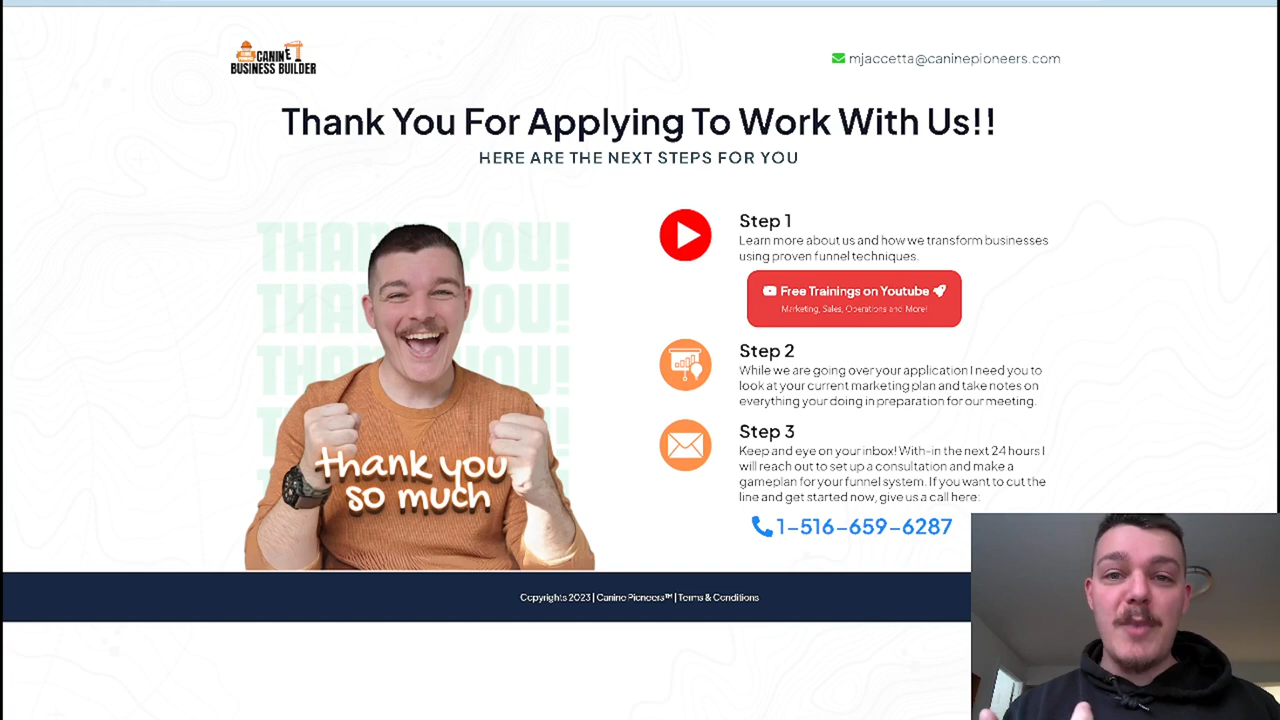 CANINE
BUSINESS BUILDER
mjaccetta@caninepioneers.com
Thank You For Applying To Work With Us!!
HERE ARE THE NEXT STEPS FOR YOU
THANK YOU!
THANK YOU!
THANK YOU!
thank you
so much
Step 1
Learn more about us and how we transform businesses
using proven funnel techniques.
Free Trainings on Youtube
Marketing, Sales, Operations and More!
Step 2
While we are going over your application I need you to
look at your current marketing plan and take notes on
everything your doing in preparation for our meeting.
Step 3
Keep and eye on your inbox! With-in the next 24 hours I
will reach out to set up a consultation and make a
gameplan for your funnel system. If you want to cut the
line and get started now, give us a call here:
1-516-659-6287
Copyrights 2023 | Canine Pioneers™ | Terms & Conditions